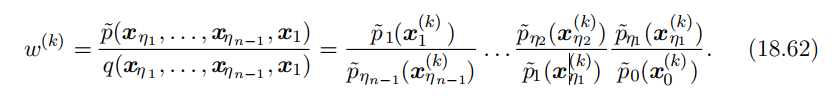 $w^{(k)} = \frac{\tilde{p}(\boldsymbol{x}_{\eta_1}, \ldots, \boldsymbol{x}_{\eta_{n-1}}, \boldsymbol{x}_1)}{q(\boldsymbol{x}_{\eta_1}, \ldots, \boldsymbol{x}_{\eta_{n-1}}, \boldsymbol{x}_1)} = \frac{\tilde{p}_1(\boldsymbol{x}_1^{(k)})}{\tilde{p}_{\eta_{n-1}}(\boldsymbol{x}_{\eta_{n-1}}^{(k)})} \cdots \frac{\tilde{p}_{\eta_2}(\boldsymbol{x}_{\eta_2}^{(k)})}{\tilde{p}_1(\boldsymbol{x}_{\eta_1}^{(k)})} \frac{\tilde{p}_{\eta_1}(\boldsymbol{x}_{\eta_1}^{(k)})}{\tilde{p}_0(\boldsymbol{x}_0^{(k)})}.$ (18.62)